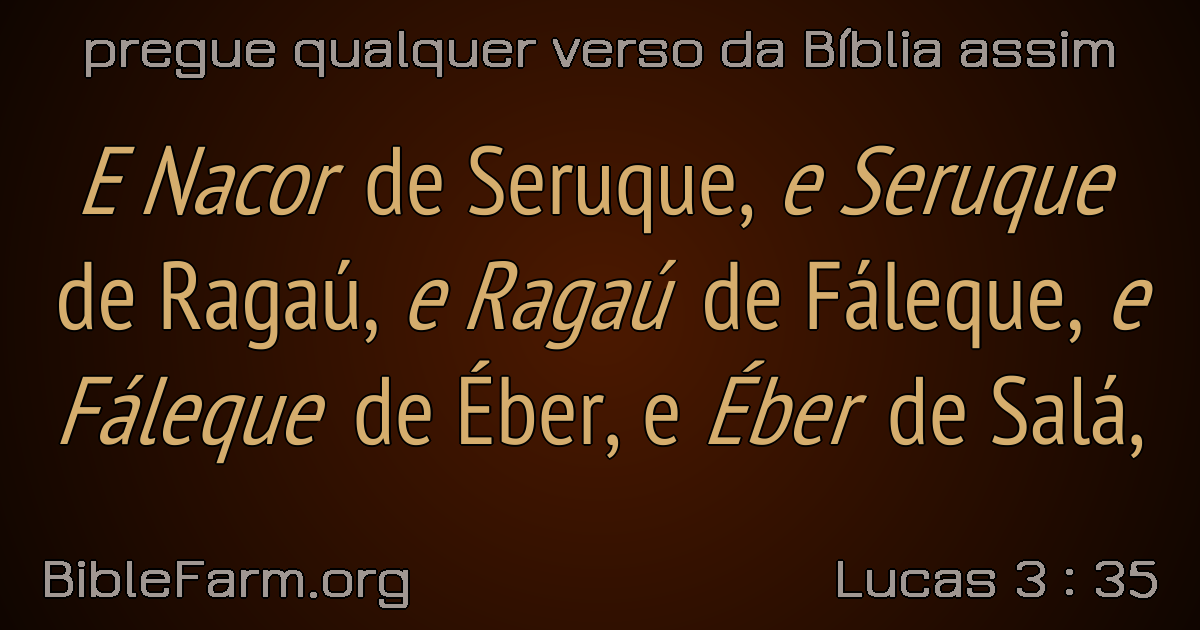 pregue qualquer verso da Bíblia assim
E Nacor de Seruque, e Seruque
de Ragaú, e Ragaú de Fáleque, e
Fáleque de Éber, e Éber de Salá,
BibleFarm.org
Lucas 3 : 35